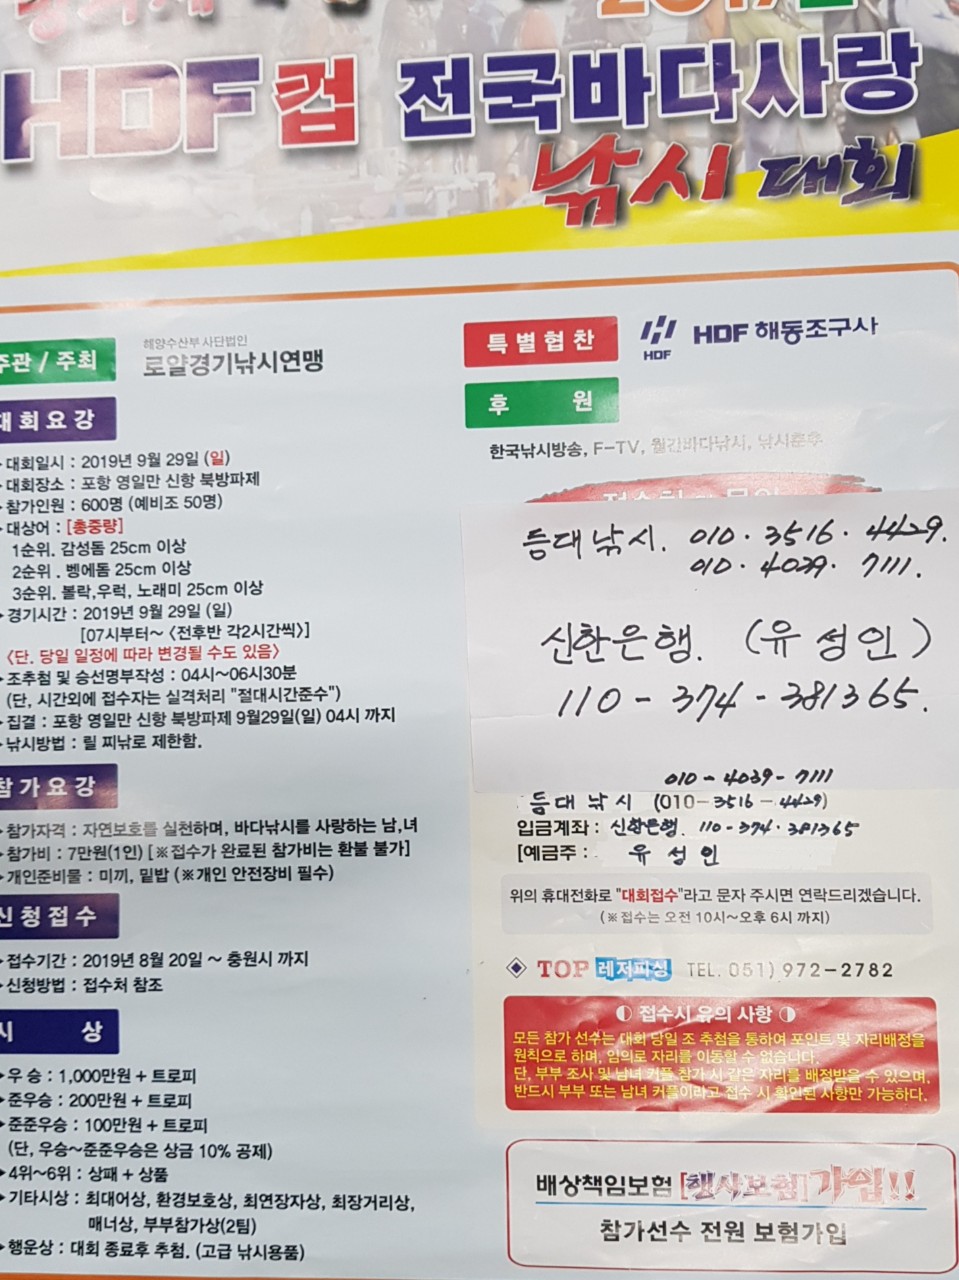 HDF컵 전국바다사랑
낚시 대회
주관 / 주최
해양수산부 사단법인
로얄경기낚시연맹
대회요강
대회일시 : 2019년 9월 29일 (일)
대회장소 : 포항 영일만 신항 북방파제
참가인원 : 600명 (예비조 50명)
대상어 : [총중량]
1순위. 감성돔 25cm 이상
2순위. 벵에돔 25cm 이상
3순위. 볼락,우럭, 노래미 25cm 이상
경기시간 : 2019년 9월 29일 (일)
[07시부터~ <전후반 각2시간씩>]
<단. 당일 일정에 따라 변경될 수도 있음>
조추첨 및 승선명부작성 : 04시~06시30분
(단, 시간외에 접수자는 실격처리 "절대시간준수")
집결 : 포항 영일만 신항 북방파제 9월29일(일) 04시 까지
낚시방법 : 릴 찌낚로 제한함.
참가요강
참가자격 : 자연보호를 실천하며, 바다낚시를 사랑하는 남,녀
참가비 : 7만원(1인) [※접수가 완료된 참가비는 환불 불가]
개인준비물 : 미끼, 밑밥 (※개인 안전장비 필수)
신청접수
접수기간 : 2019년 8월 20일 ~ 충원시 까지
신청방법 : 접수처 참조
시 상
우 승 : 1,000만원 + 트로피
준우승 : 200만원 + 트로피
준준우승 : 100만원 + 트로피
(단, 우승~준준우승은 상금 10% 공제)
4위~6위 : 상패 + 상품
기타시상 : 최대어상, 환경보호상, 최연장자상, 최장거리상,
매너상, 부부참가상(2팀)
행운상 : 대회 종료후 추첨. (고급 낚시용품)
특별협찬
HDF
HDF 해동조구사
후 원
한국낚시방송, F-TV, 월간바다낚시, 낚시춘추
등대낚시. 010.3516.4429.
010.4039.7111.
신한은행. (유성인)
110-374-381365.
010-4039-7111
등대낚시 (010-3516-4429)
입금계좌 : 신한은행. 110-374.381365
[예금주 : 유성인
위의 휴대전화로 "대회접수"라고 문자 주시면 연락드리겠습니다.
(※접수는 오전 10시~오후 6시 까지)
TOP 레저피싱 TEL. 051) 972-2782
접수시 유의 사항
모든 참가 선수는 대회 당일 조 추첨을 통하여 포인트 및 자리배정을
원칙으로 하며, 임의로 자리를 이동할 수 없습니다.
단, 부부 조사 및 남녀 커플 참가 시 같은 자리를 배정받을 수 있으며,
반드시 부부 또는 남녀 커플이라고 접수 시 확인된 사항만 가능하다.
배상책임보험 [행사보험]가입!!
참가선수 전원 보험가입